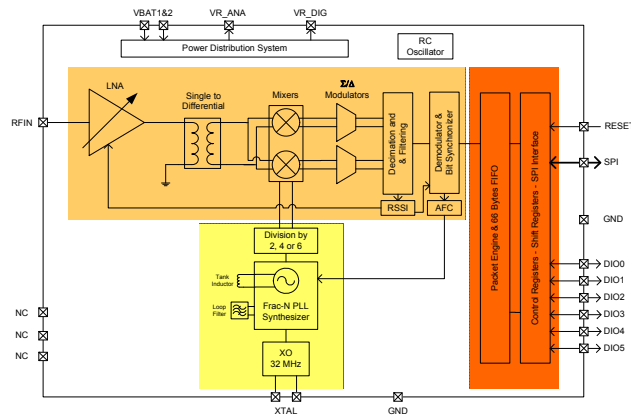 VBAT1&2 VR_ANA VR_DIG
Power Distribution System
RC
Oscillator
LNA
Single to
Differential
Mixers
Σ/Δ
Modulators
RFIN
Decimation and
& Filtering
Demodulator &
Bit Synchronizer
RSSI
AFC
Division by
2, 4 or 6
Tank
Inductor
Loop
Filter
Frac-N PLL
Synthesizer
XO
32 MHz
XTAL
GND
Packet Engine & 66 Bytes FIFO
Control Registers - Shift Registers - SPI Interface
RESET
SPI
GND
DIO0
DIO1
DIO2
DIO3
DIO4
DIO5
NC
NC
NC